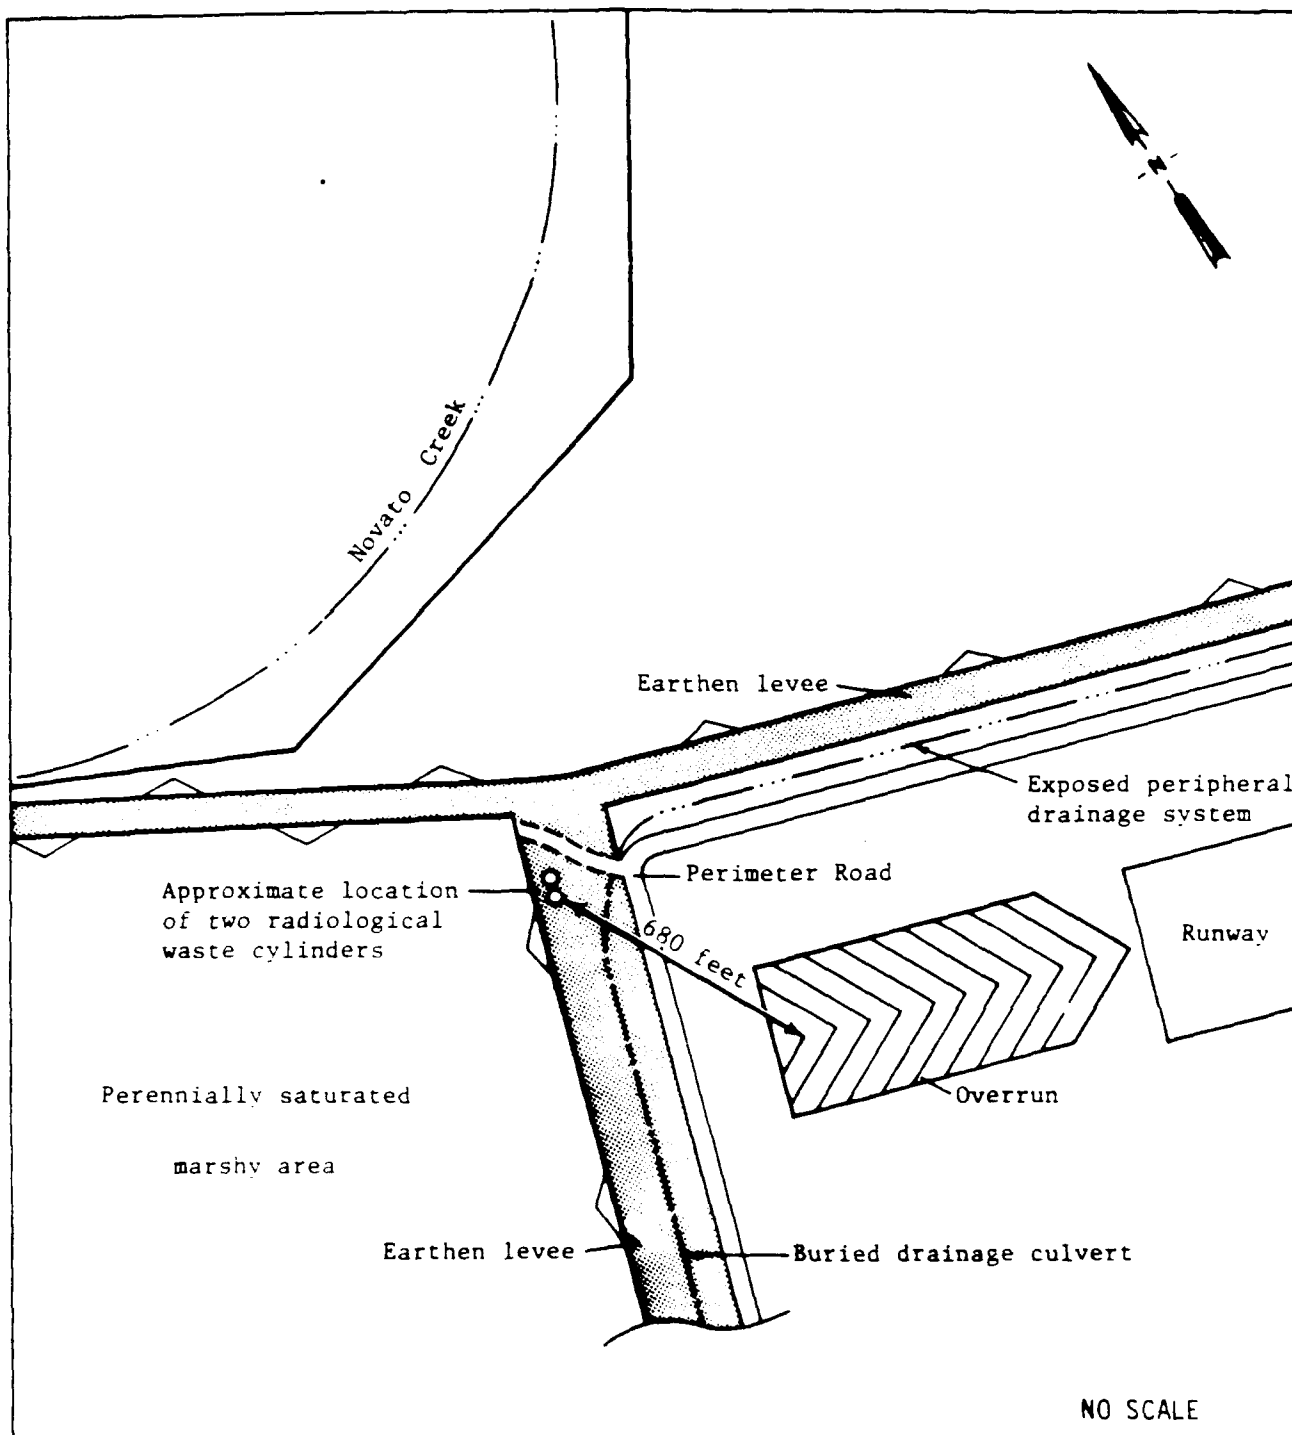 N
Novato Creek
Earthen levee
Exposed peripheral
drainage system
Perimeter Road
Approximate location
of two radiological
waste cylinders
680 feet
Runway
Overrun
Perennially saturated
marshy area
Earthen levee
Buried drainage culvert
NO SCALE